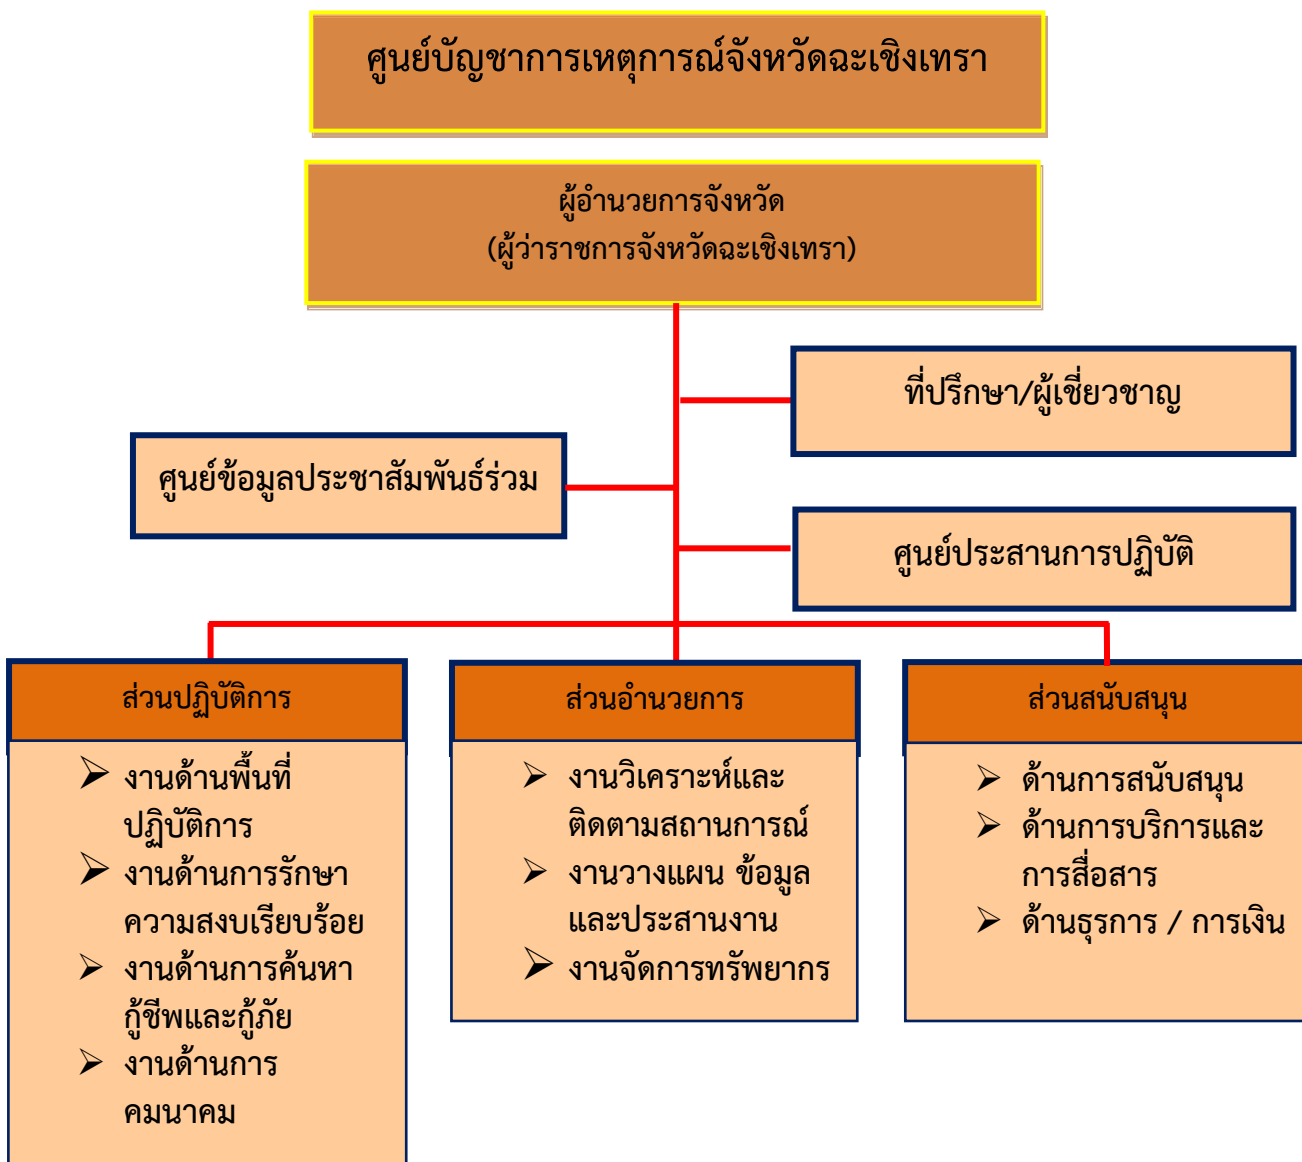 ศูนย์บัญชาการเหตุการณ์จังหวัดฉะเชิงเทรา
ผู้อำนวยการจังหวัด
(ผู้ว่าราชการจังหวัดฉะเชิงเทรา)
ที่ปรึกษา/ผู้เชี่ยวชาญ
ศูนย์ข้อมูลประชาสัมพันธ์ร่วม
ศูนย์ประสานการปฏิบัติ
ส่วนปฏิบัติการ
➢ งานด้านพื้นที่
ปฏิบัติการ
➢ งานด้านการรักษา
ความสงบเรียบร้อย
➢ งานด้านการค้นหา
กู้ชีพและกู้ภัย
➢ งานด้านการ
คมนาคม
ส่วนอำนวยการ
➢ งานวิเคราะห์และ
ติดตามสถานการณ์
➢ งานวางแผน ข้อมูล
และประสานงาน
➢ งานจัดการทรัพยากร
ส่วนสนับสนุน
➢ ด้านการสนับสนุน
➢ ด้านการบริการและ
การสื่อสาร
➢ ด้านธุรการ / การเงิน